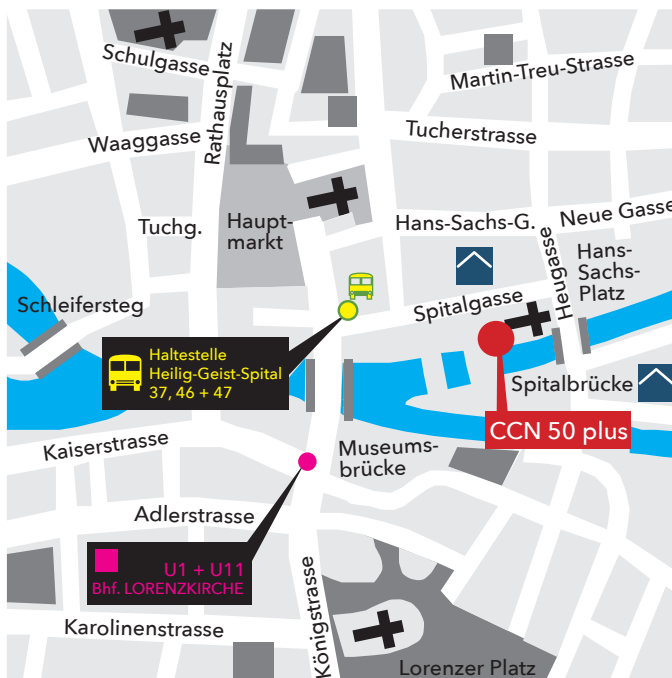 Schulgasse
Rathausplatz
Martin-Treu-Strasse
Waaggasse
Tucherstrasse
Tuchg.
Haupt-
markt
Hans-Sachs-G.
Neue Gasse
Heugasse
Hans-
Sachs-
Platz
Schleifersteg
Spitalgasse
Haltestelle
Heilig-Geist-Spital
37, 46 + 47
Spitalbrücke
CCN 50 plus
Kaiserstrasse
Museums-
brücke
Adlerstrasse
U1 + U11
Bhf. LORENZKIRCHE
Königstrasse
Karolinenstrasse
Lorenzer Platz